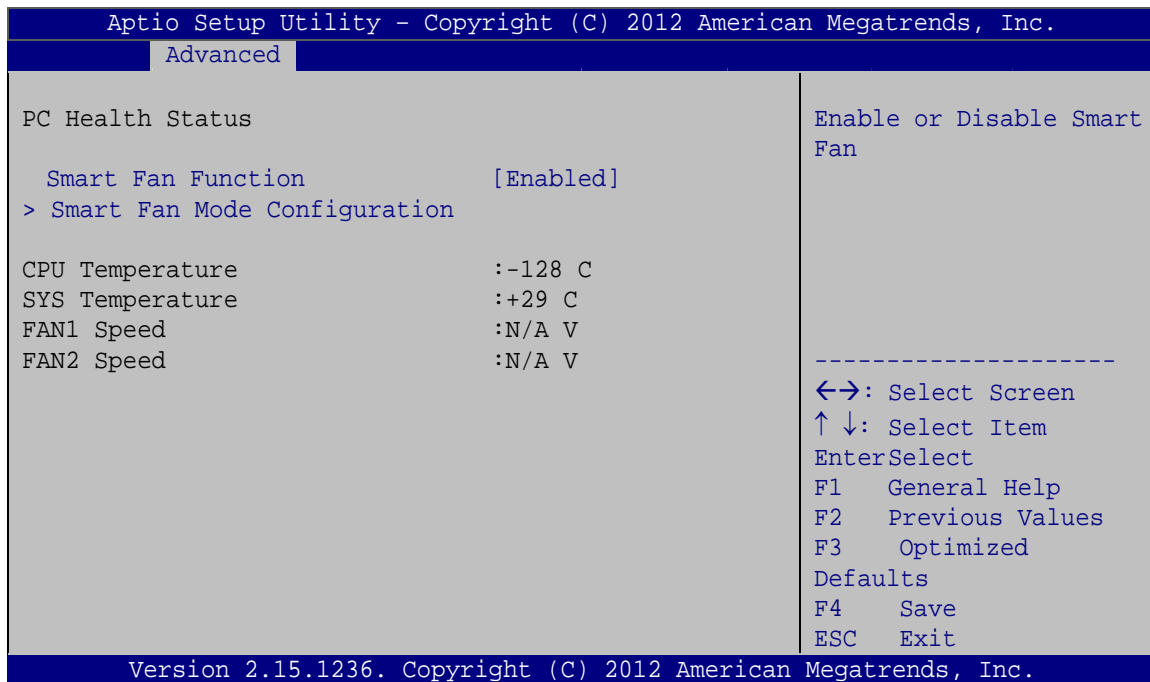 Aptio Setup Utility – Copyright (C) 2012 American Megatrends, Inc.
Advanced
PC Health Status
Smart Fan Function [Enabled]
> Smart Fan Mode Configuration
CPU Temperature :-128 C
SYS Temperature :+29 C
FAN1 Speed :N/A V
FAN2 Speed :N/A V
Enable or Disable Smart
Fan
---------------------
←→: Select Screen
↑ ↓: Select Item
EnterSelect
F1 General Help
F2 Previous Values
F3 Optimized
Defaults
F4 Save
ESC Exit
Version 2.15.1236. Copyright (C) 2012 American Megatrends, Inc.